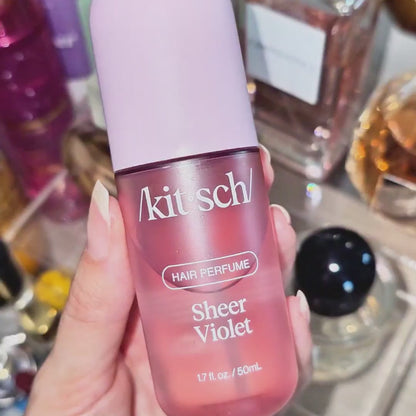 /kit·sch/
HAIR PERFUME
Sheer
Violet
1.7 fl. oz. / 50mL